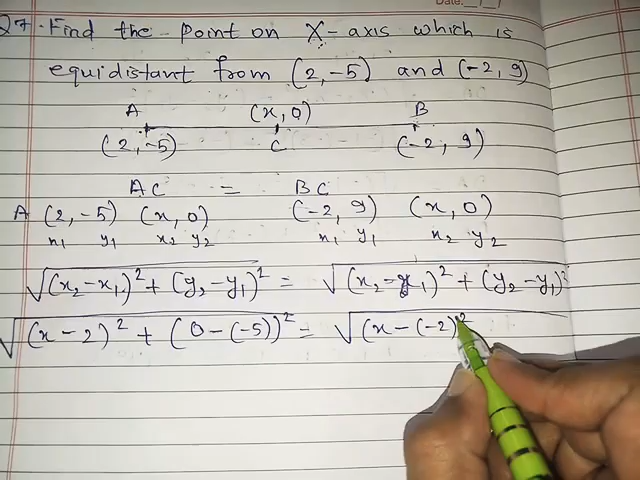 Date: / /
Q7. Find the point on X-axis which is
equidistant from (2,-5) and (-2, 9)
A (x, 0) B
(2, -5) C (-2, 9)
AC = BC
A (2, -5) (x, 0) (-2, 9) (x, 0)
x₁ y₁ x₂ y₂ x₁ y₁ x₂ y₂
√(x₂-x₁)² + (y₂-y₁)² = √(x₂-x₁)² + (y₂-y₁)²
√(x-2)² + (0-(-5))² = √(x-(-2)²